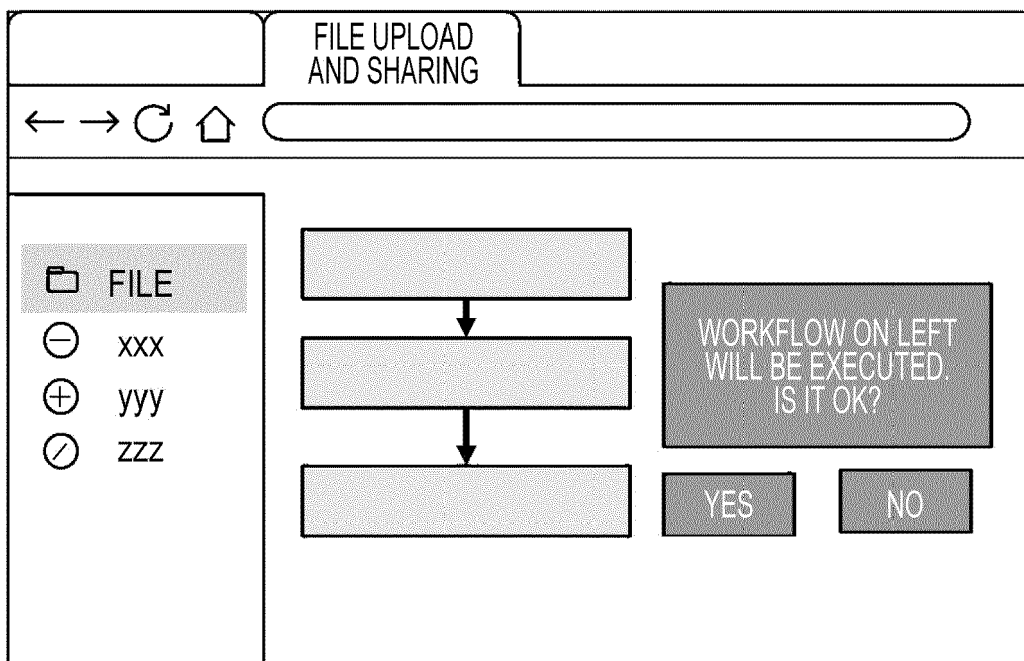 FILE UPLOAD
AND SHARING
FILE
xxx
yyy
zzz
WORKFLOW ON LEFT
WILL BE EXECUTED.
IS IT OK?
YES
NO